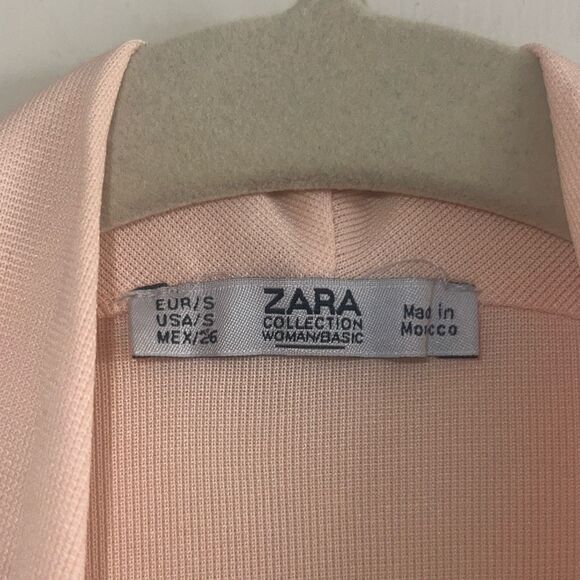 EUR/S
USA/S
MEX/26
ZARA
COLLECTION
WOMAN/BASIC
Made in
Morocco